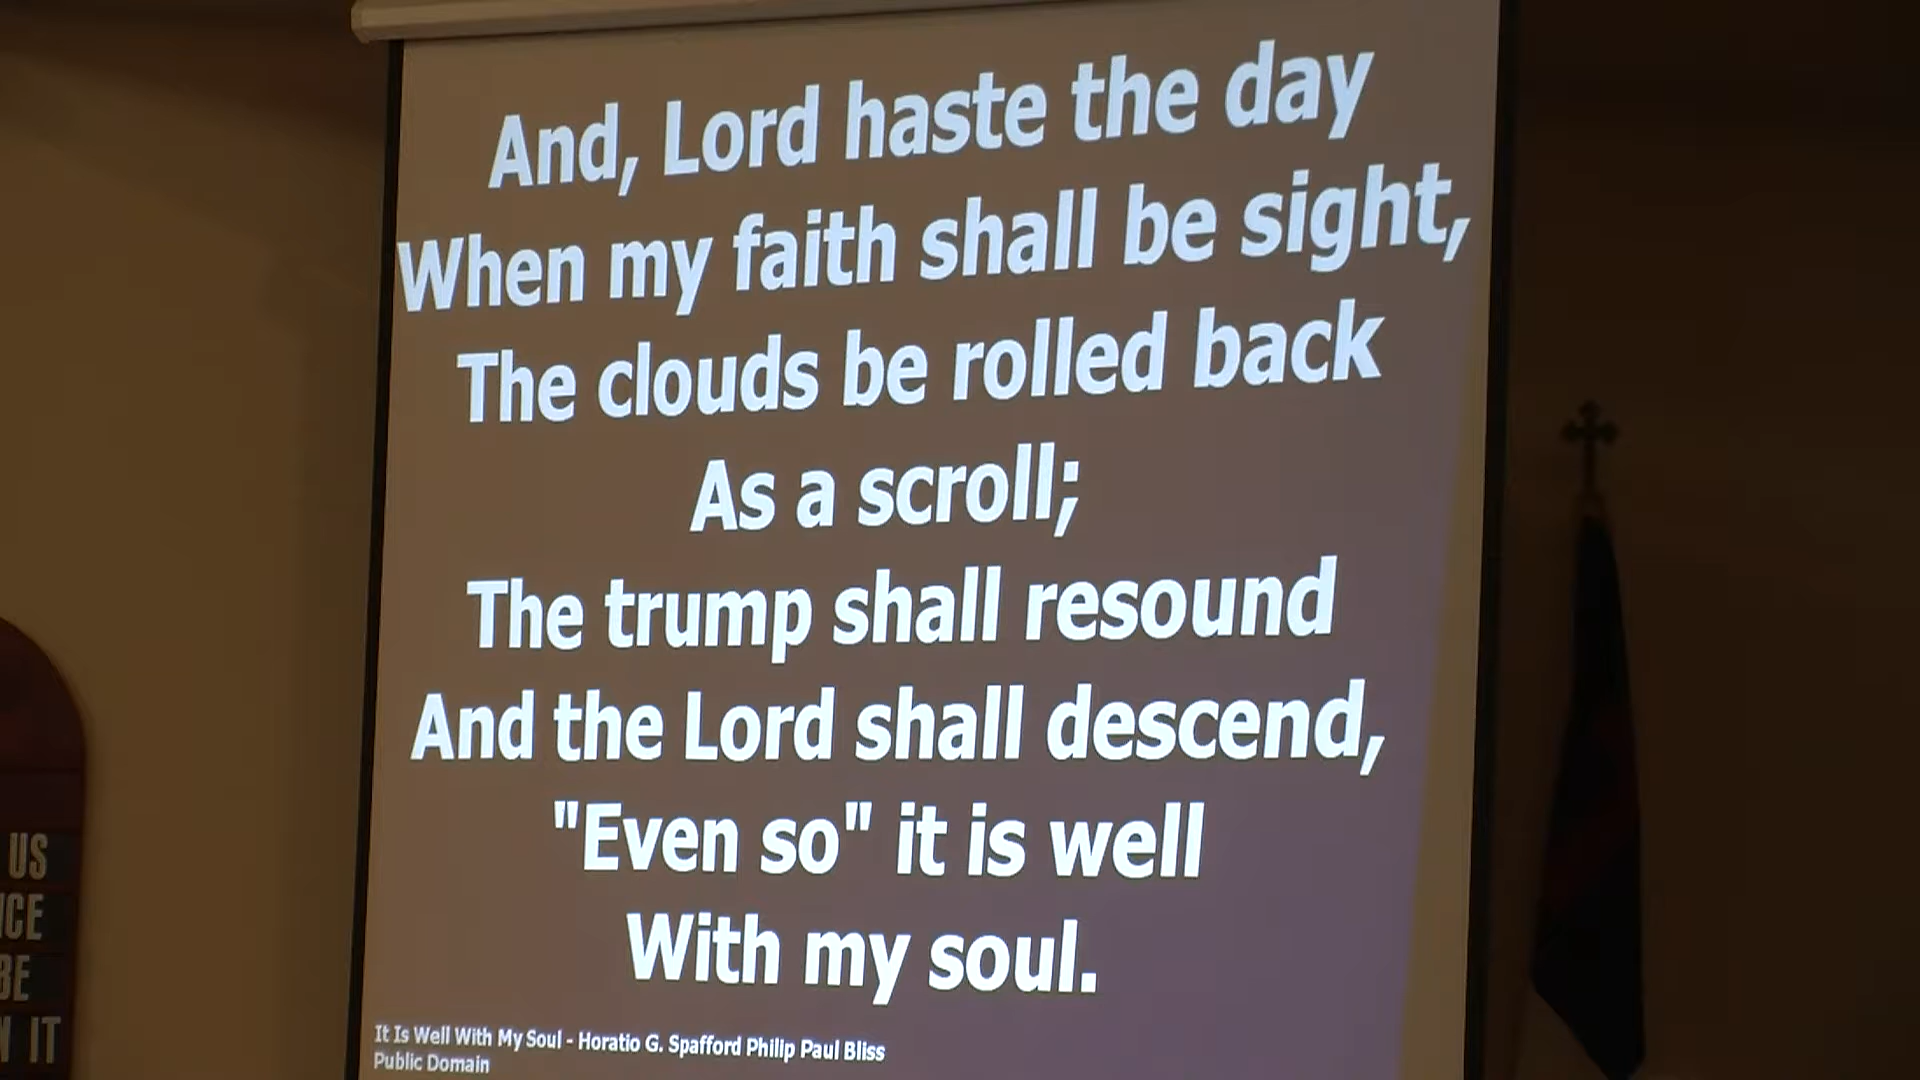 And, Lord haste the day
When my faith shall be sight,
The clouds be rolled back
As a scroll;
The trump shall resound
And the Lord shall descend,
"Even so" it is well
With my soul.
It Is Well With My Soul - Horatio G. Spafford Philip Paul Bliss
Public Domain
US
BE
IT